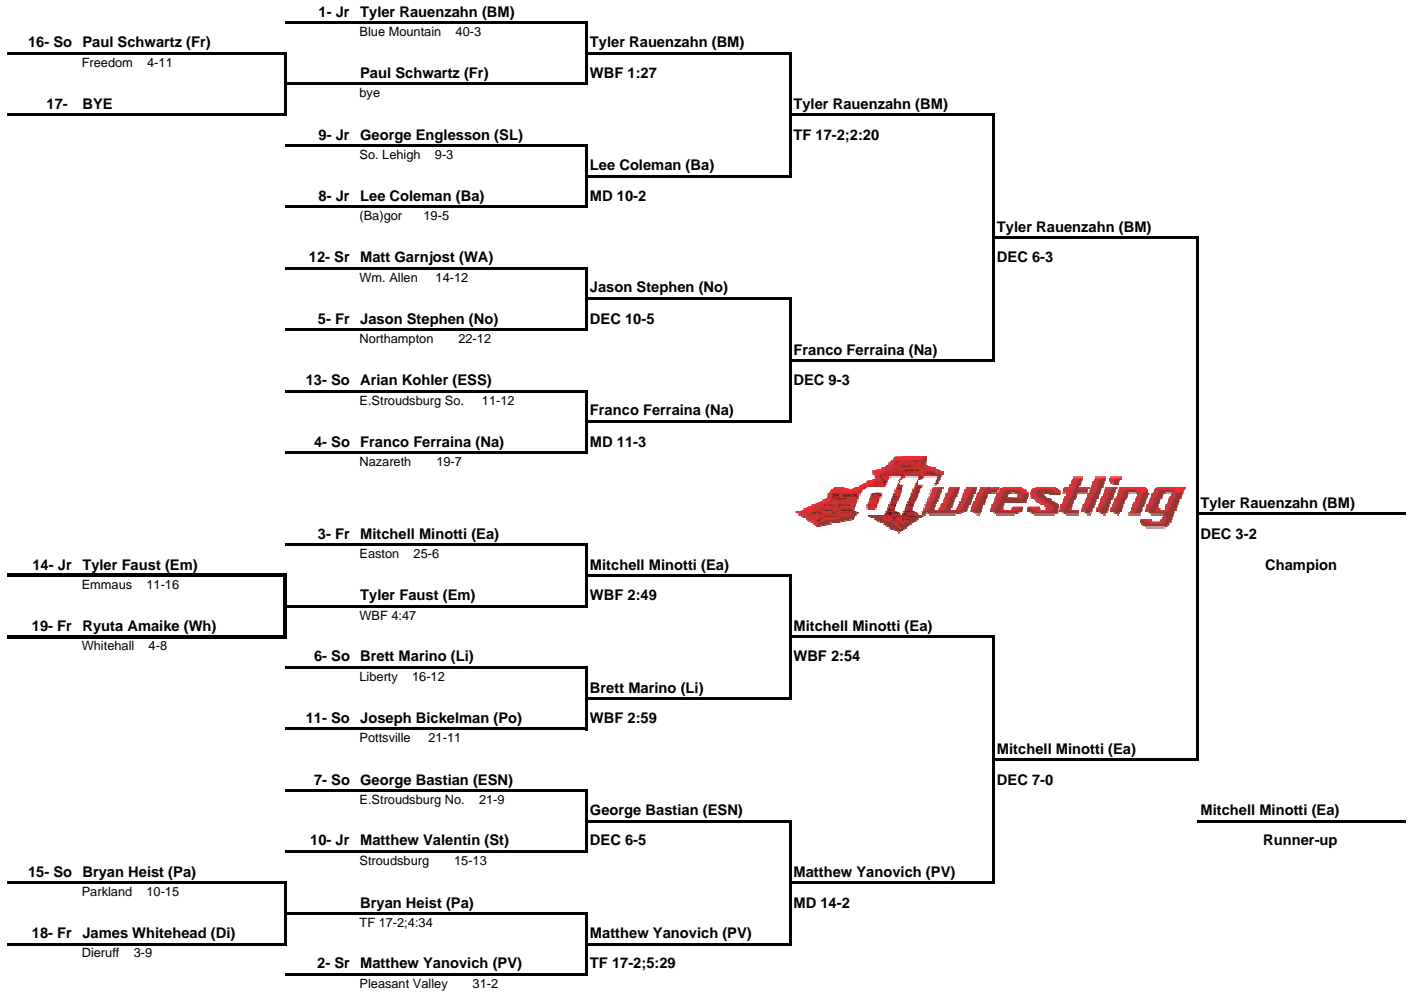 1- Jr Tyler Rauenzahn (BM)
Blue Mountain 40-3
16- So Paul Schwartz (Fr)
Tyler Rauenzahn (BM)
Freedom 4-11
Paul Schwartz (Fr)
WBF 1:27
bye
17- BYE
Tyler Rauenzahn (BM)
9- Jr George Englesson (SL)
TF 17-2;2:20
So. Lehigh 9-3
Lee Coleman (Ba)
8- Jr Lee Coleman (Ba)
MD 10-2
(Ba)gor 19-5
Tyler Rauenzahn (BM)
12- Sr Matt Garnjost (WA)
DEC 6-3
Wm. Allen 14-12
Jason Stephen (No)
5- Fr Jason Stephen (No)
DEC 10-5
Northampton 22-12
Franco Ferraina (Na)
13- So Arian Kohler (ESS)
DEC 9-3
E.Stroudsburg So. 11-12
Franco Ferraina (Na)
4- So Franco Ferraina (Na)
MD 11-3
Nazareth 19-7
d11wrestling
Tyler Rauenzahn (BM)
3- Fr Mitchell Minotti (Ea)
DEC 3-2
Easton 25-6
14- Jr Tyler Faust (Em)
Mitchell Minotti (Ea)
Champion
Emmaus 11-16
Tyler Faust (Em)
WBF 2:49
WBF 4:47
19- Fr Ryuta Amaike (Wh)
Mitchell Minotti (Ea)
Whitehall 4-8
6- So Brett Marino (Li)
WBF 2:54
Liberty 16-12
Brett Marino (Li)
11- So Joseph Bickelman (Po)
WBF 2:59
Pottsville 21-11
Mitchell Minotti (Ea)
7- So George Bastian (ESN)
DEC 7-0
E.Stroudsburg No. 21-9
George Bastian (ESN)
Mitchell Minotti (Ea)
10- Jr Matthew Valentin (St)
DEC 6-5
Runner-up
Stroudsburg 15-13
15- So Bryan Heist (Pa)
Matthew Yanovich (PV)
Parkland 10-15
Bryan Heist (Pa)
MD 14-2
TF 17-2;4:34
18- Fr James Whitehead (Di)
Matthew Yanovich (PV)
Dieruff 3-9
2- Sr Matthew Yanovich (PV)
TF 17-2;5:29
Pleasant Valley 31-2